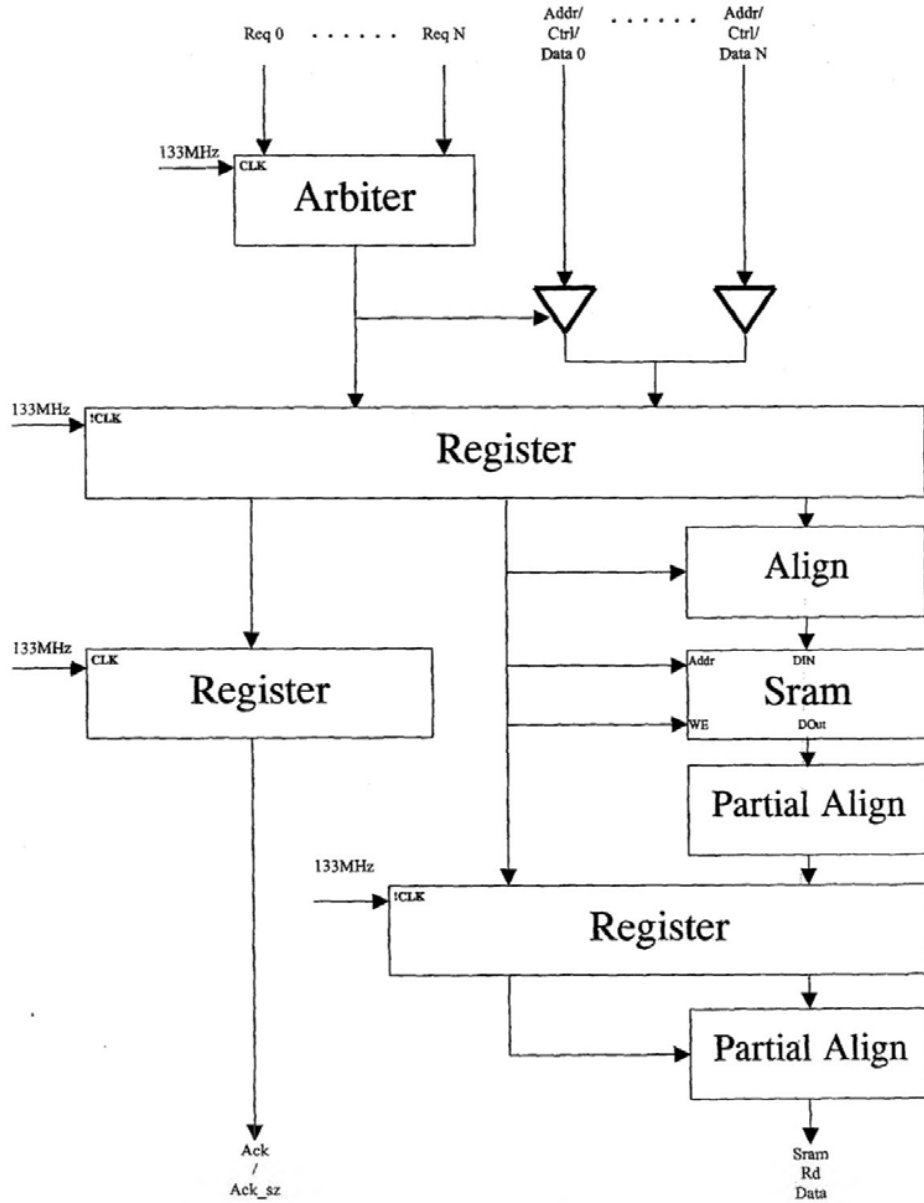 Req 0 . . . . . . Req N
Addr/ . . . . . . Addr/
Ctrl/ Ctrl/
Data 0 Data N
133MHz
CLK
Arbiter
133MHz
!CLK
Register
Align
133MHz
CLK
Register
Addr DIN
Sram
WE DOut
Partial Align
133MHz
!CLK
Register
Partial Align
Ack
/
Ack_sz
Sram
Rd
Data